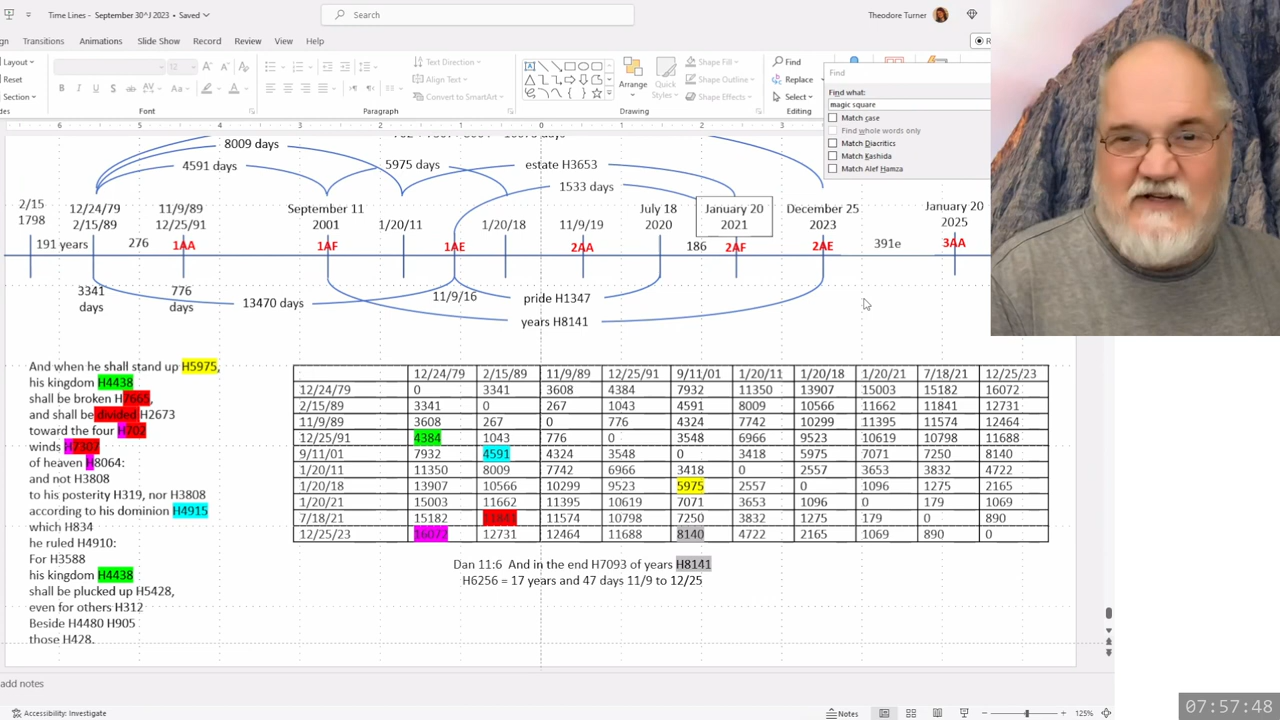 Time Lines - September 30^J 2023 • Saved
Search
Theodore Turner
gn Transitions Animations Slide Show Record Review View Help
Layout
Reset
Section
Font
Text Direction
Align Text
Convert to SmartArt
Paragraph
Arrange
Quick
Styles
Shape Fill
Shape Outline
Shape Effects
Drawing
Find
Replace
Select
Editing
Find
Find what:
magic square
Match case
Find whole words only
Match Diacritics
Match Kashida
Match Alef Hamza
6 5 4 3 2 1 0 1 2 3 4 5
8009 days
4591 days
5975 days
estate H3653
1533 days
2/15
1798
12/24/79
2/15/89
11/9/89
12/25/91
September 11
2001
1/20/11
1/20/18
11/9/19
July 18
2020
January 20
2021
December 25
2023
January 20
2025
191 years
276
1AA
1AF
1AE
2AA
186
2AF
2AE
391e
3AA
3341
days
776
days
13470 days
11/9/16
pride H1347
years H8141
And when he shall stand up H5975,
his kingdom H4438
shall be broken H7665,
and shall be divided H2673
toward the four H702
winds H7307
of heaven H8064:
and not H3808
to his posterity H319, nor H3808
according to his dominion H4915
which H834
he ruled H4910:
For H3588
his kingdom H4438
shall be plucked up H5428,
even for others H312
Beside H4480 H905
those H428.
12/24/79 2/15/89 11/9/89 12/25/91 9/11/01 1/20/11 1/20/18 1/20/21 7/18/21 12/25/23
12/24/79 0 3341 3608 4384 7932 11350 13907 15003 15182 16072
2/15/89 3341 0 267 1043 4591 8009 10566 11662 11841 12731
11/9/89 3608 267 0 776 4324 7742 10299 11395 11574 12464
12/25/91 4384 1043 776 0 3548 6966 9523 10619 10798 11688
9/11/01 7932 4591 4324 3548 0 3418 5975 7071 7250 8140
1/20/11 11350 8009 7742 6966 3418 0 2557 3653 3832 4722
1/20/18 13907 10566 10299 9523 5975 2557 0 1096 1275 2165
1/20/21 15003 11662 11395 10619 7071 3653 1096 0 179 1069
7/18/21 15182 11841 11574 10798 7250 3832 1275 179 0 890
12/25/23 16072 12731 12464 11688 8140 4722 2165 1069 890 0
Dan 11:6 And in the end H7093 of years H8141
H6256 = 17 years and 47 days 11/9 to 12/25
add notes
Accessibility: Investigate
Notes
125%
07:57:48